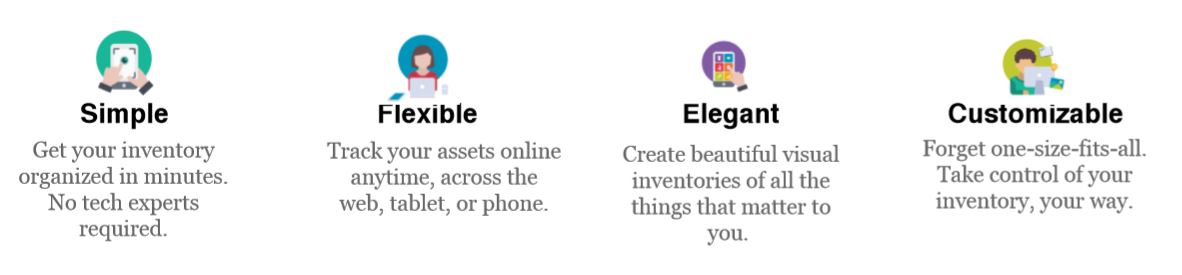 Simple
Get your inventory
organized in minutes.
No tech experts
required.
Flexible
Track your assets online
anytime, across the
web, tablet, or phone.
Elegant
Create beautiful visual
inventories of all the
things that matter to
you.
Customizable
Forget one-size-fits-all.
Take control of your
inventory, your way.